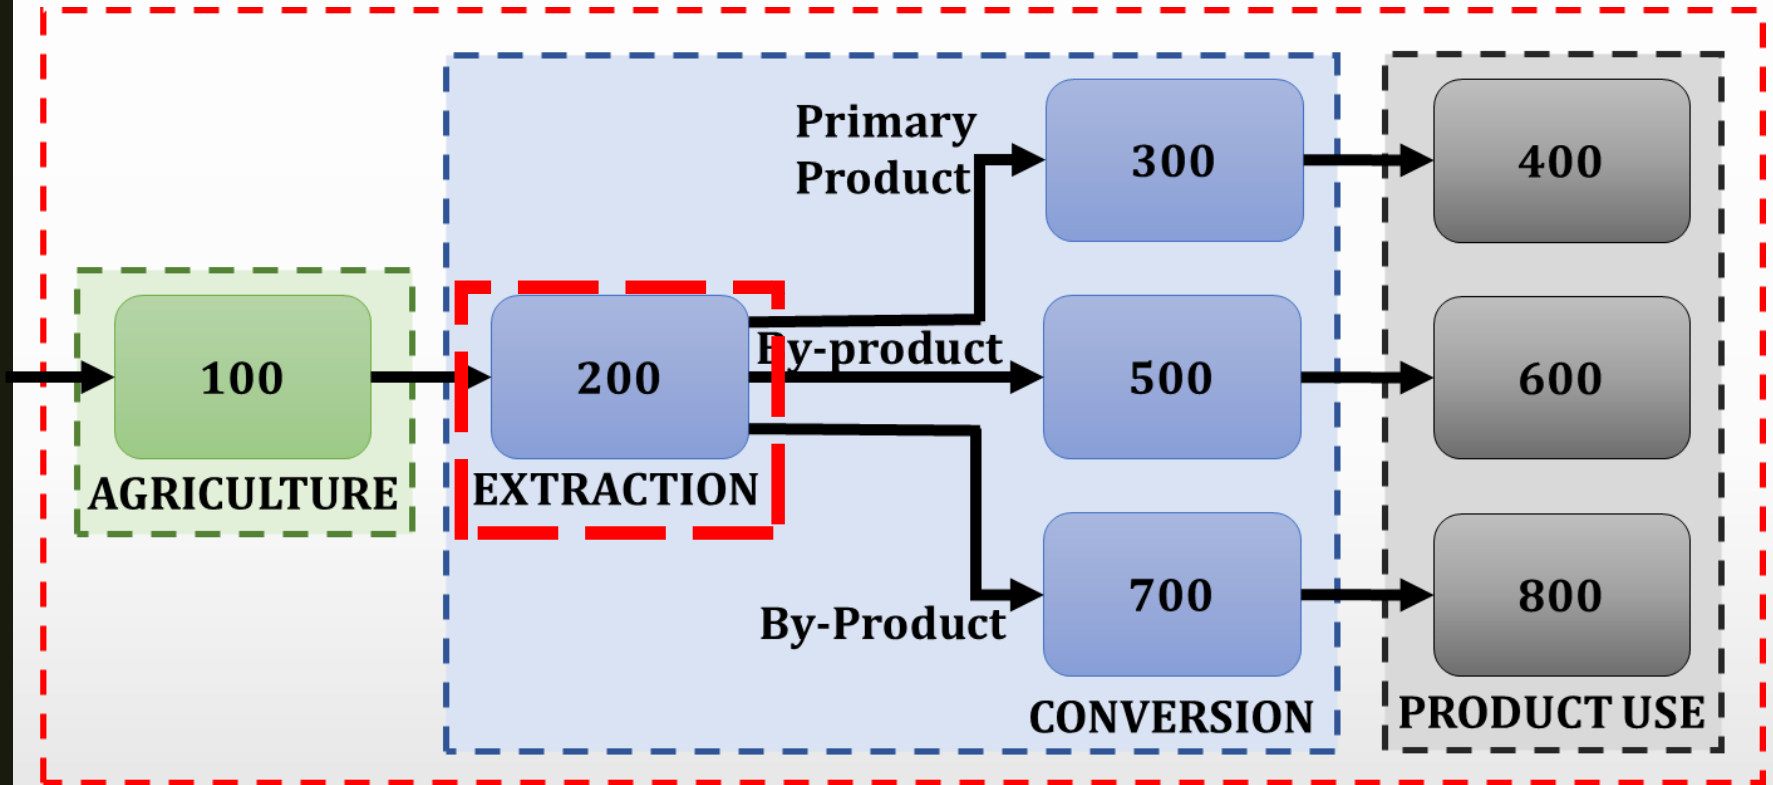 Primary
Product
300
400
100
200
By-product
500
600
AGRICULTURE
EXTRACTION
700
800
By-Product
CONVERSION
PRODUCT USE